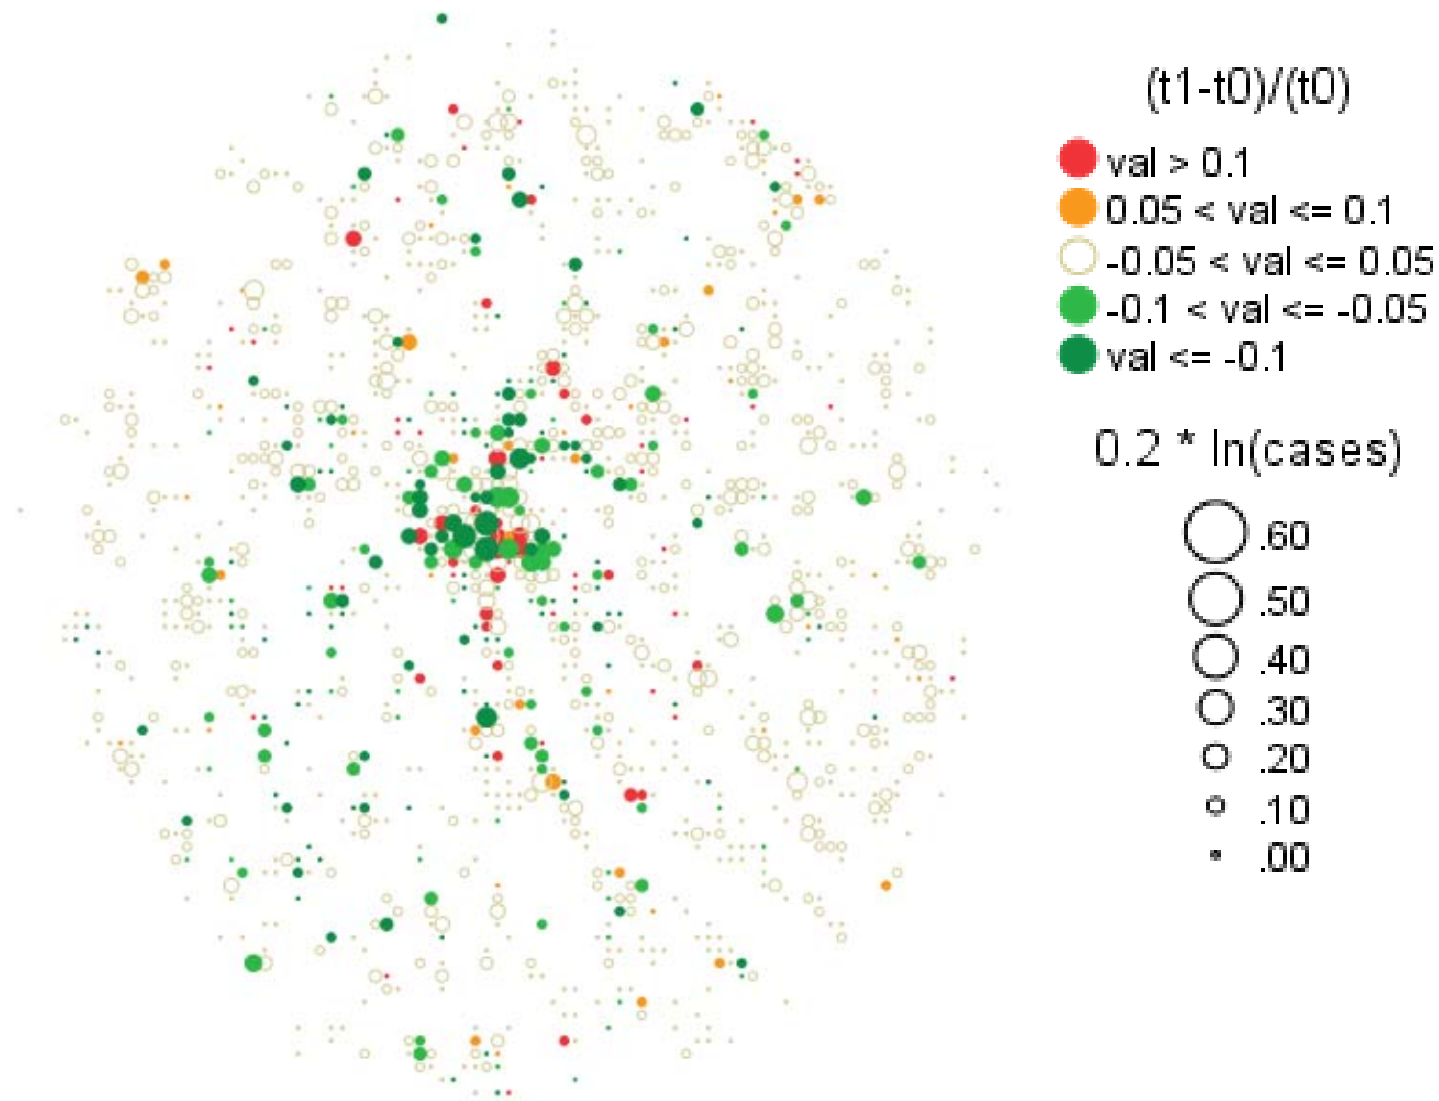 (t1-t0)/(t0)
val > 0.1
0.05 < val <= 0.1
-0.05 < val <= 0.05
-0.1 < val <= -0.05
val <= -0.1
0.2 * ln(cases)
.60
.50
.40
.30
.20
.10
.00